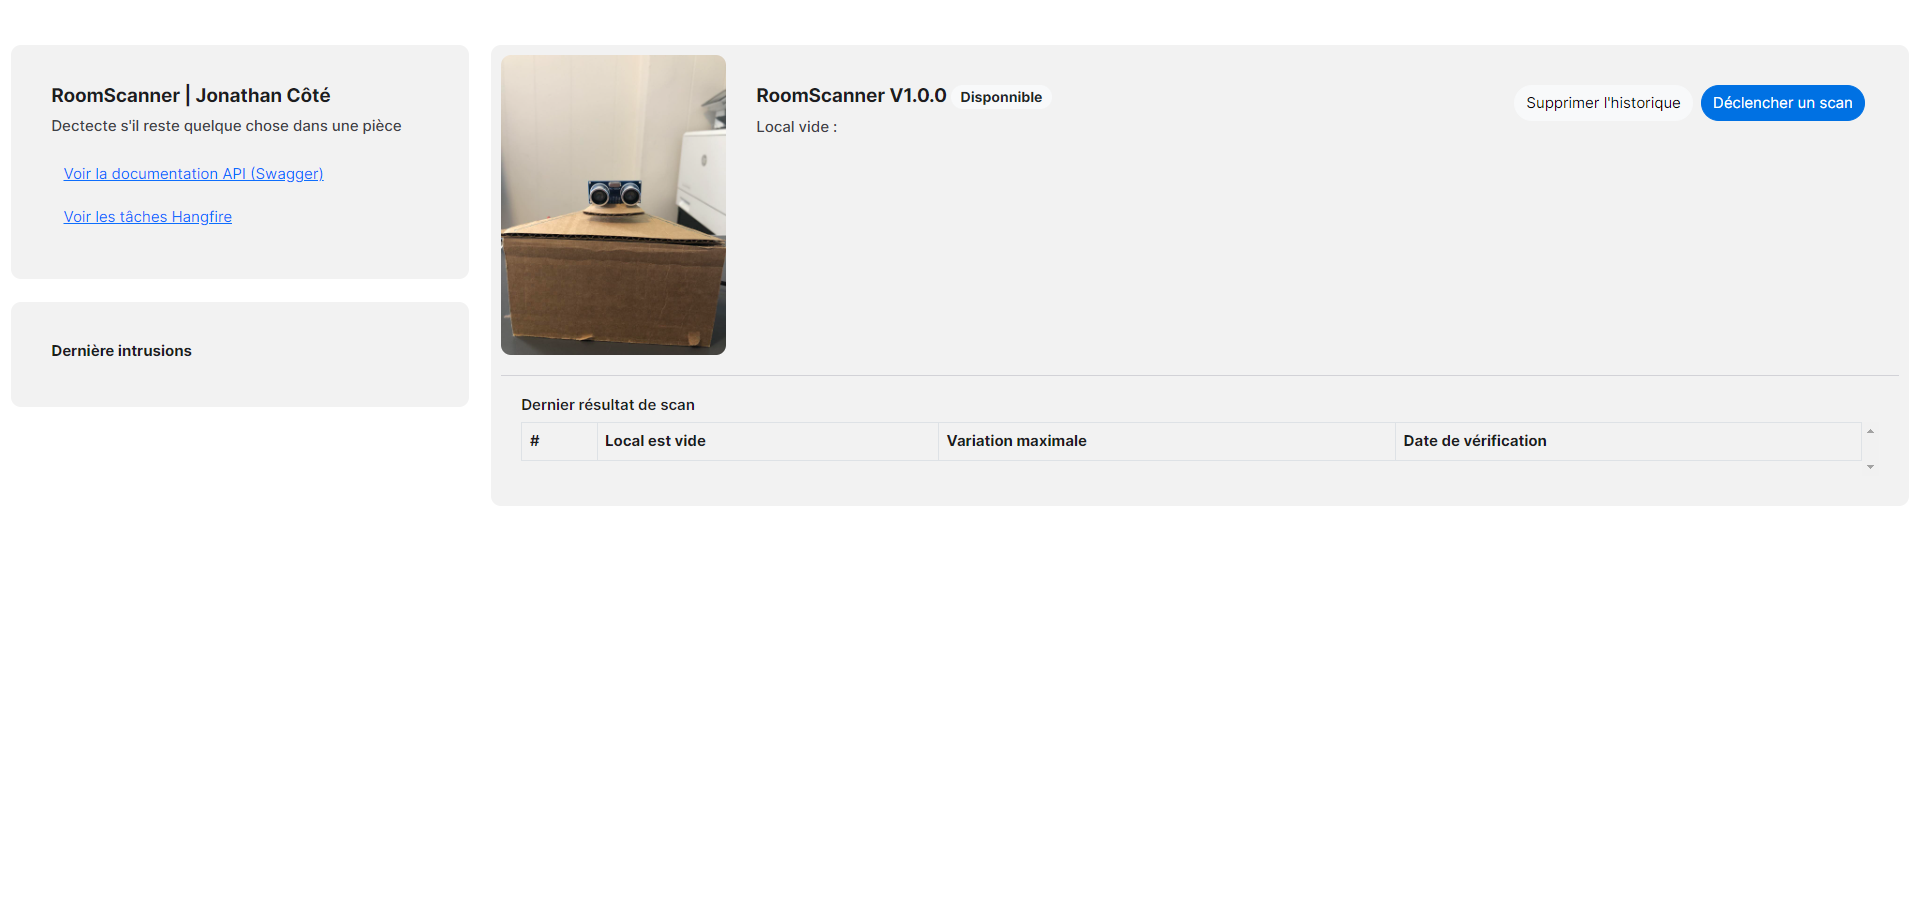 RoomScanner | Jonathan Côté
Dectecte s'il reste quelque chose dans une pièce
Voir la documentation API (Swagger)
Voir les tâches Hangfire
Dernière intrusions
RoomScanner V1.0.0 Disponnible
Local vide :
Supprimer l'historique
Déclencher un scan
Dernier résultat de scan
# Local est vide Variation maximale Date de vérification